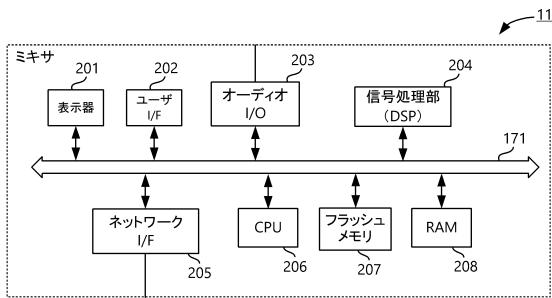 11
ミキサ
201
202
203
204
表示器
ユーザ
I/F
オーディオ
I/O
信号処理部
(DSP)
171
ネットワーク
I/F
CPU
フラッシュ
メモリ
RAM
205
206
207
208